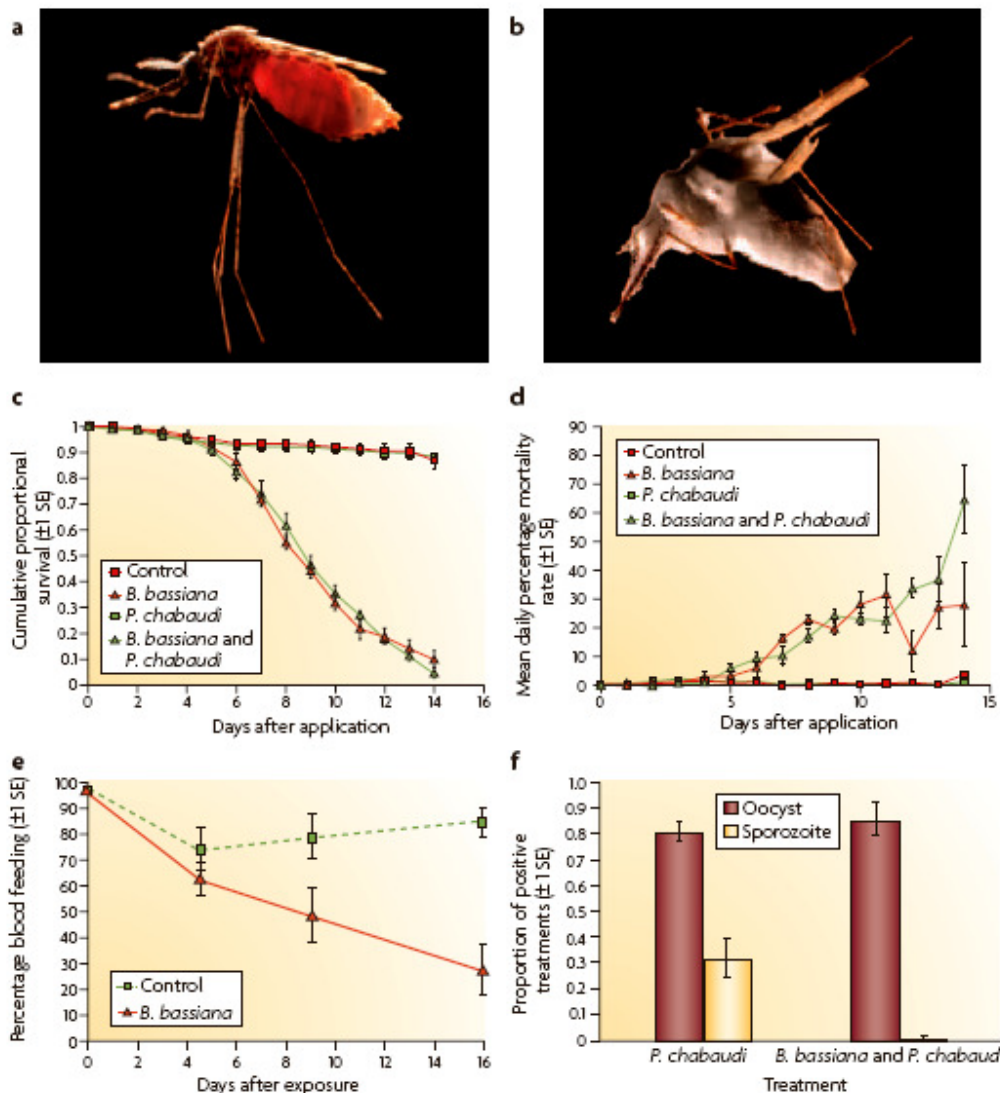 a
b
c
Cumulative proportional
survival (±1 SE)
1
0.9
0.8
0.7
0.6
0.5
0.4
0.3
0.2
0.1
0
Control
B. bassiana
P. chabaudi
B. bassiana and
P. chabaudi
0 2 4 6 8 10 12 14 16
Days after application
d
Mean daily percentage mortality
rate (±1 SE)
90
80
70
60
50
40
30
20
10
0
Control
B. bassiana
P. chabaudi
B. bassiana and P. chabaudi
0 5 10 15
Days after application
e
Percentage blood feeding (±1 SE)
100
90
80
70
60
50
40
30
20
10
0
Control
B. bassiana
0 2 4 6 8 10 12 14 16
Days after exposure
f
Proportion of positive
treatments (± 1 SE)
1.0
0.9
0.8
0.7
0.6
0.5
0.4
0.3
0.2
0.1
0
Oocyst
Sporozoite
P. chabaudi
B. bassiana and P. chabaud
Treatment